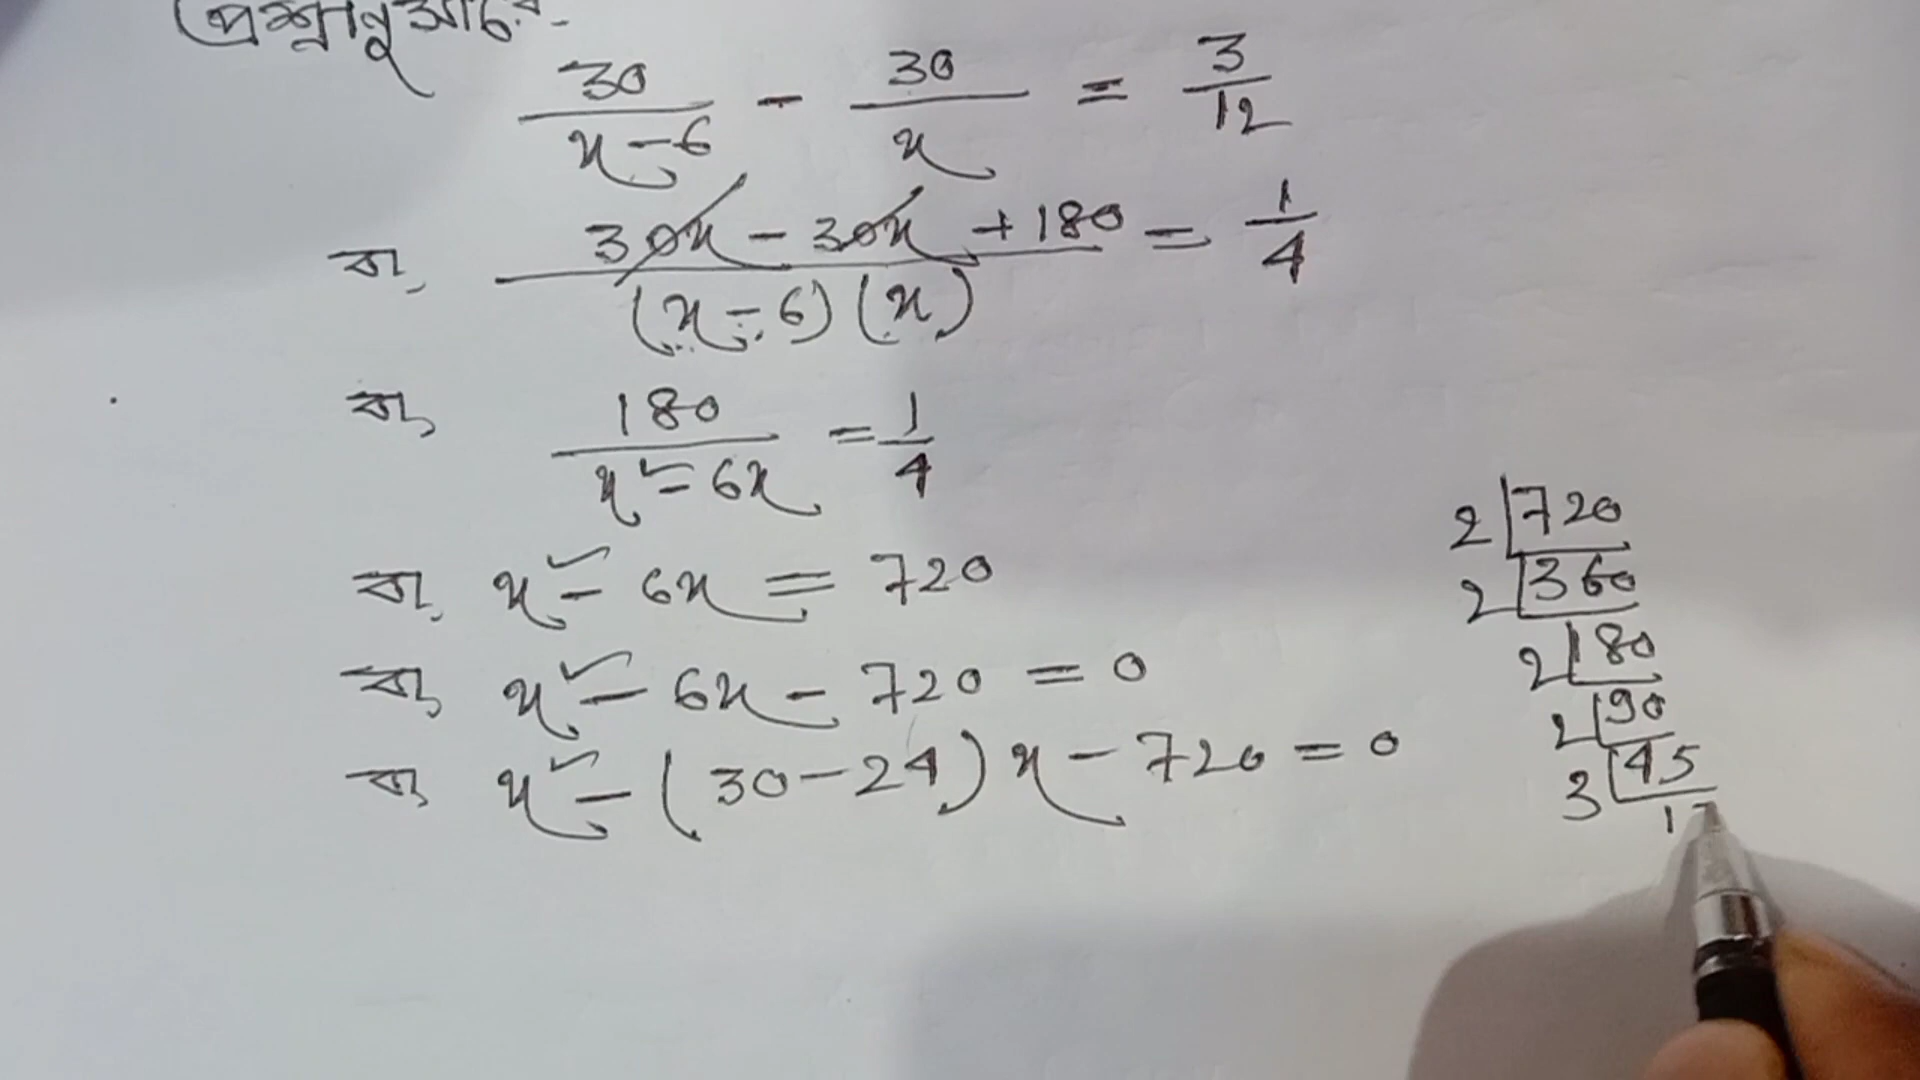 প্রশ্নানুসারে-
30/(x-6) - 30/x = 3/12
বা, (30x - 30x + 180)/((x-6)(x)) = 1/4
বা, 180/(x² - 6x) = 1/4
বা, x² - 6x = 720
বা, x² - 6x - 720 = 0
বা, x² - (30-24)x - 720 = 0
2 | 720
2 | 360
2 | 180
2 | 90
3 | 45